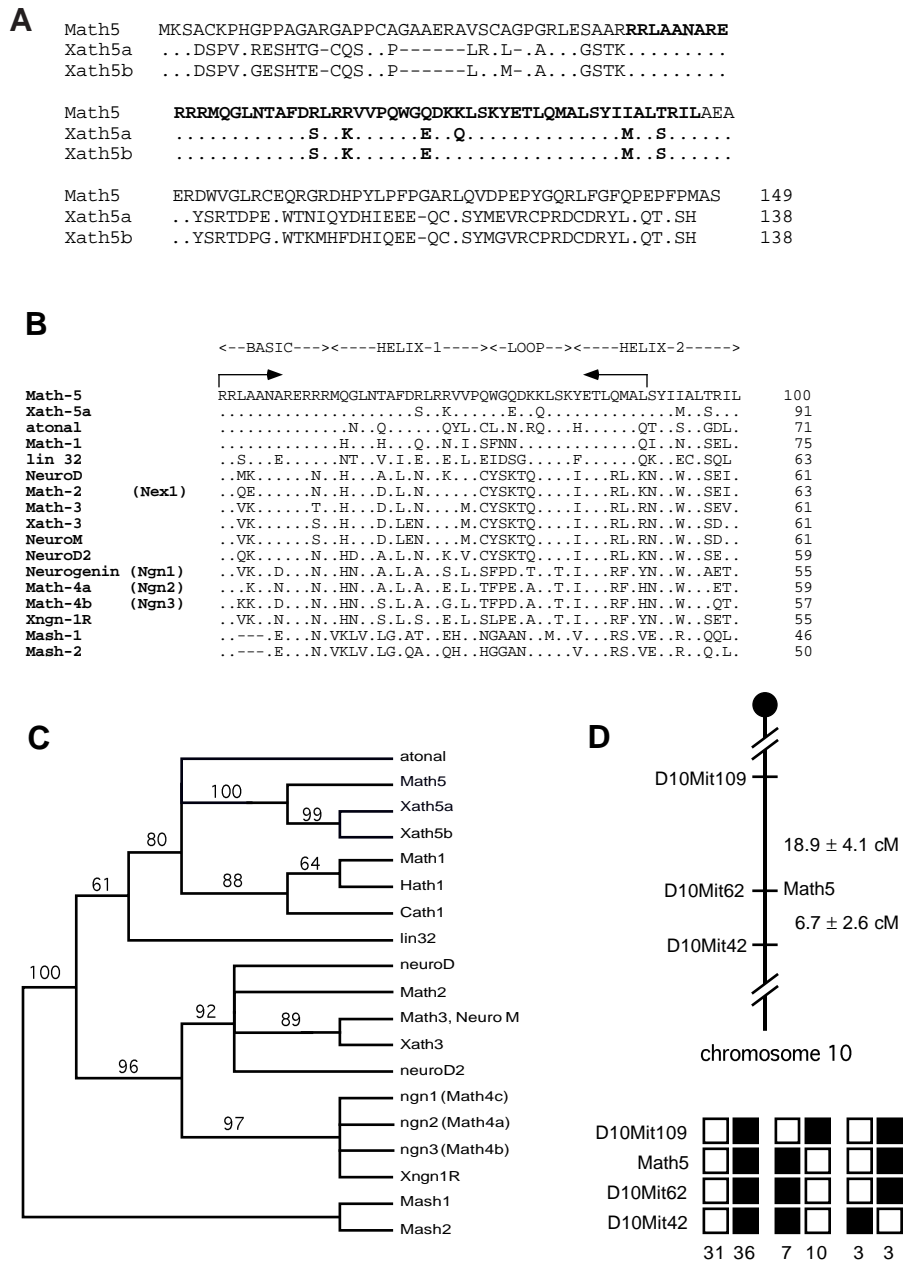 A
Math5 MKSACKPHGPPAGARGAPPCAGAAERAVSCAGPGRLESAARRRLAANARE
Xath5a ...DSPV.RESHTG-CQS..P------LR.L-.A...GSTK.........
Xath5b ...DSPV.GESHTE-CQS..P------L..M-.A...GSTK.........
Math5 RRRMQGLNTAFDRLRRVVPQWGQDKKLSKYETLQMALSYIIALTRILAEA
Xath5a ............S..K......E..Q..............M..S......
Xath5b ............S..K......E.................M..S......
Math5 ERDWVGLRCEQRGRDHPYLPFPGARLQVDPEPYGQRLFGFQPEPFPMAS 149
Xath5a ..YSRTDPE.WTNIQYDHIEEE-QC.SYMEVRCPRDCDRYL.QT.SH 138
Xath5b ..YSRTDPG.WTKMHFDHIQEE-QC.SYMGVRCPRDCDRYL.QT.SH 138
B
<--BASIC---><----HELIX-1----><-LOOP--><---HELIX-2----->
Math-5 RRLAANARERRRMQGLNTAFDRLRRVVPQWGQDKKLSKYETLQMALSYIIALTRIL 100
Xath-5a .....................S..K......E..Q..............M..S... 91
atonal ..............N..Q......QYL.CL.N.RQ...H......QT..S..GDL. 71
Math-1 .............H..H...Q..N.I.SFNN..............QI..N..SEL. 75
lin 32 ..S...E......NT..V.I.E..E.L.EIDSG.....F......QK..EC.SQL. 63
NeuroD ..MK......N..H...A.L.N......CYSKTQ....I...RL.KN..W..SEI. 61
Math-2 (Nex1) ..QE......N..H...D.L.N......CYSKTQ....I...RL.KN..W..SEI. 63
Math-3 ..VK......T..H...D.L.N...M.CYSKTQ....I...RL.RN..W..SEV. 61
Xath-3 ..VK......S..H...D.LEN...M.CYSKTQ....I...RL.RN..W..SD.. 61
NeuroM ..VK......S..H...D.LEN...M.CYSKTQ....I...RL.KN..W..SD.. 61
NeuroD2 ..QK......N..HD..A.L.N..K.V.CYSKTQ....I...RL.KN..W..SE.. 59
Neurogenin (Ngn1) ..VK..D...N..HN..A.L.E..S.L.SFPD.T..T.I...RF.YN..W..AET. 55
Math-4a (Ngn2) ...K..N...N..HN..A.L.E..E.L.TFPE.A..T.I...RF.HN..W...ET. 59
Math-4b (Ngn3) ..KK..D...N..HN..S.L.A..G.L.TFPD.A..T.I...RF.HN..W...QT. 57
Xngn-1R ..VK..N...N..HN..S.L.S..E.L.SLPE.A..T.I...RF.YN..W..SET. 55
Mash-1 ..---.E...N.VKLV.LG.AT..EH..NGAAN...M..V...RS.VE..R..QQL. 46
Mash-2 ..---.E...N.VKLV.LG.QA..QH..HGGAN......V...RS.VE..R..Q.L. 50
C
atonal
Math5
Xath5a
Xath5b
Math1
Hath1
Cath1
lin32
neuroD
Math2
Math3, Neuro M
Xath3
neuroD2
ngn1 (Math4c)
ngn2 (Math4a)
ngn3 (Math4b)
Xngn1R
Mash1
Mash2
100
99
80
64
88
61
100
92
89
96
97
D
D10Mit109
18.9 ± 4.1 cM
D10Mit62 Math5
6.7 ± 2.6 cM
D10Mit42
chromosome 10
D10Mit109
Math5
D10Mit62
D10Mit42
31 36 7 10 3 3